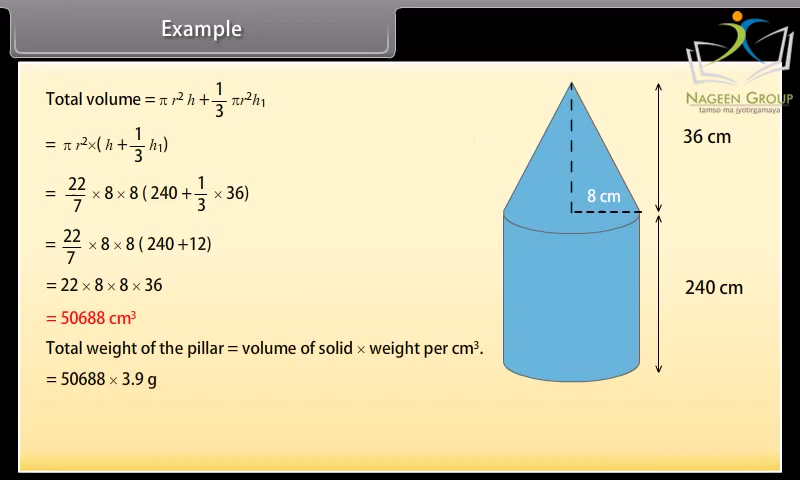 Example
NAGEEN GROUP
tamso ma jyotirgamaya
Total volume = π r² h + 1/3 πr²h₁
= π r²×( h + 1/3 h₁)
= 22/7 × 8 × 8 ( 240 + 1/3 × 36)
= 22/7 × 8 × 8 ( 240 +12)
= 22 × 8 × 8 × 36
= 50688 cm³
Total weight of the pillar = volume of solid × weight per cm³.
= 50688 × 3.9 g
36 cm
8 cm
240 cm